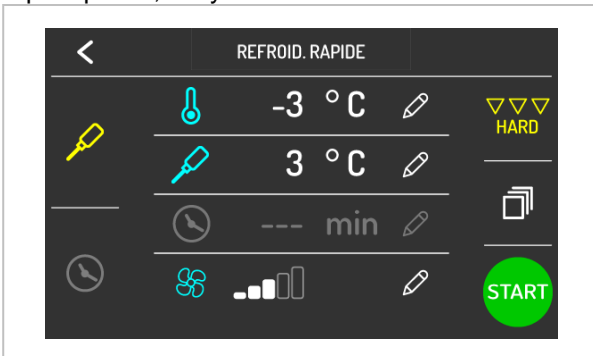 REFROID. RAPIDE
-3 °C
HARD
3 °C
--- min
START